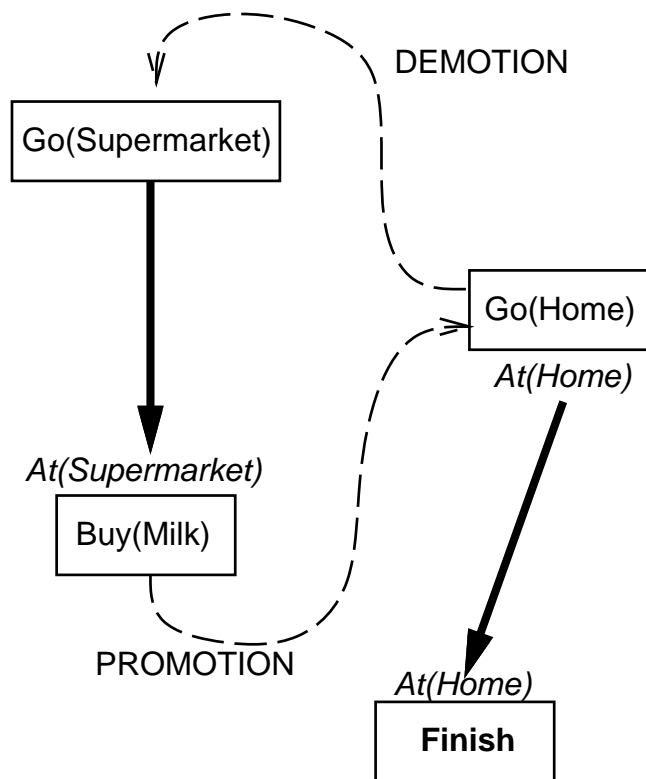 DEMOTION
Go(Supermarket)
Go(Home)
At(Home)
At(Supermarket)
Buy(Milk)
PROMOTION
At(Home)
Finish